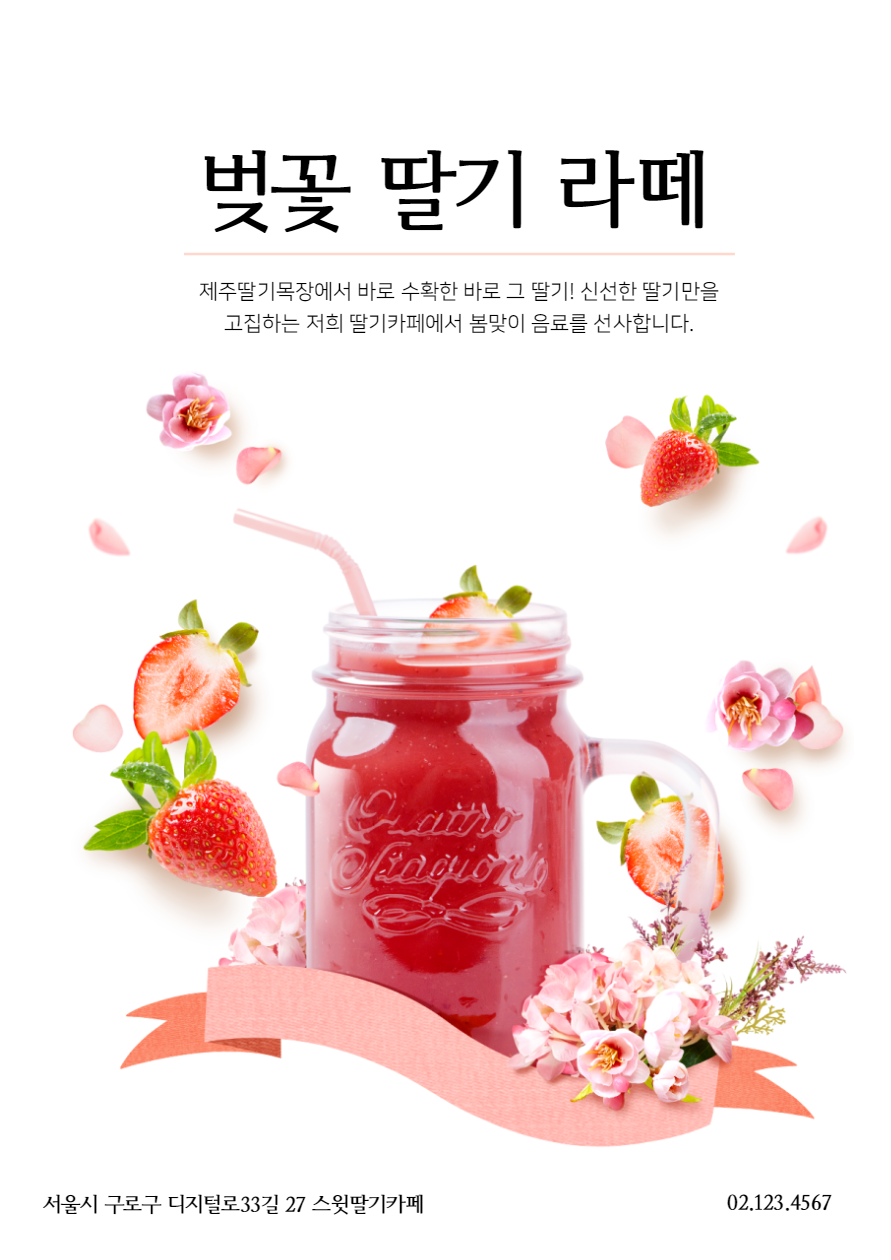 벚꽃 딸기 라떼
제주딸기목장에서 바로 수확한 바로 그 딸기! 신선한 딸기만을
고집하는 저희 딸기카페에서 봄맞이 음료를 선사합니다.
Quattro
Stagioni
서울시 구로구 디지털로33길 27 스윗딸기카페
02.123.4567